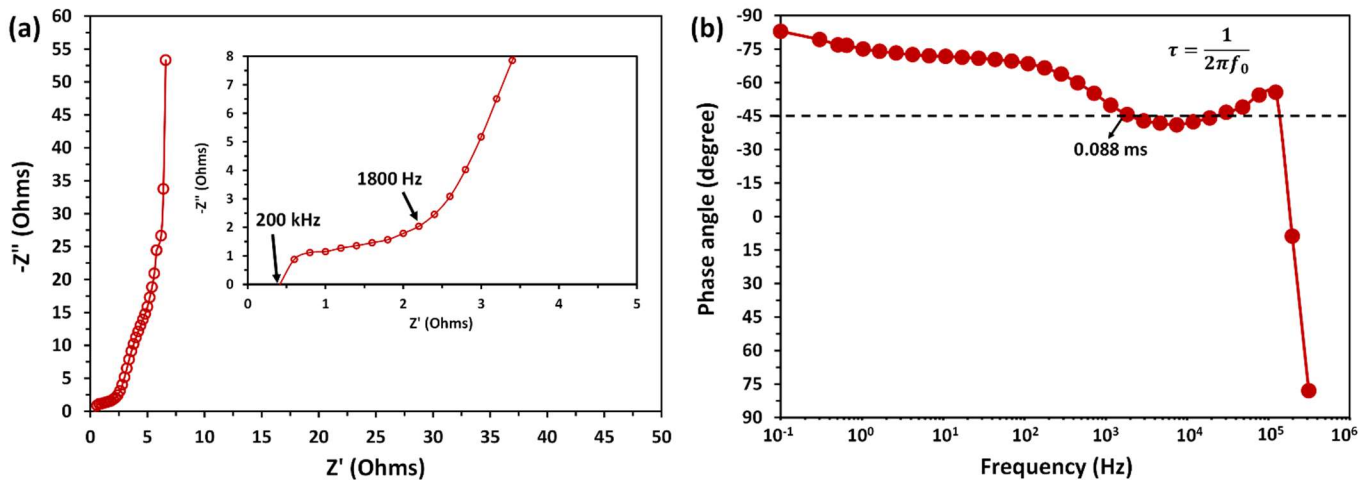 (a)
60
55
50
45
40
35
30
25
20
15
10
5
0
-Z" (Ohms)
0 5 10 15 20 25 30 35 40 45 50
Z' (Ohms)
8
7
6
5
4
3
2
1
0
-Z" (Ohms)
0 1 2 3 4 5
Z' (Ohms)
200 kHz
1800 Hz
(b)
-90
-75
-60
-45
-30
-15
0
15
30
45
60
75
90
Phase angle (degree)
10⁻¹ 10⁰ 10¹ 10² 10³ 10⁴ 10⁵ 10⁶
Frequency (Hz)
τ = 1/2πf₀
0.088 ms